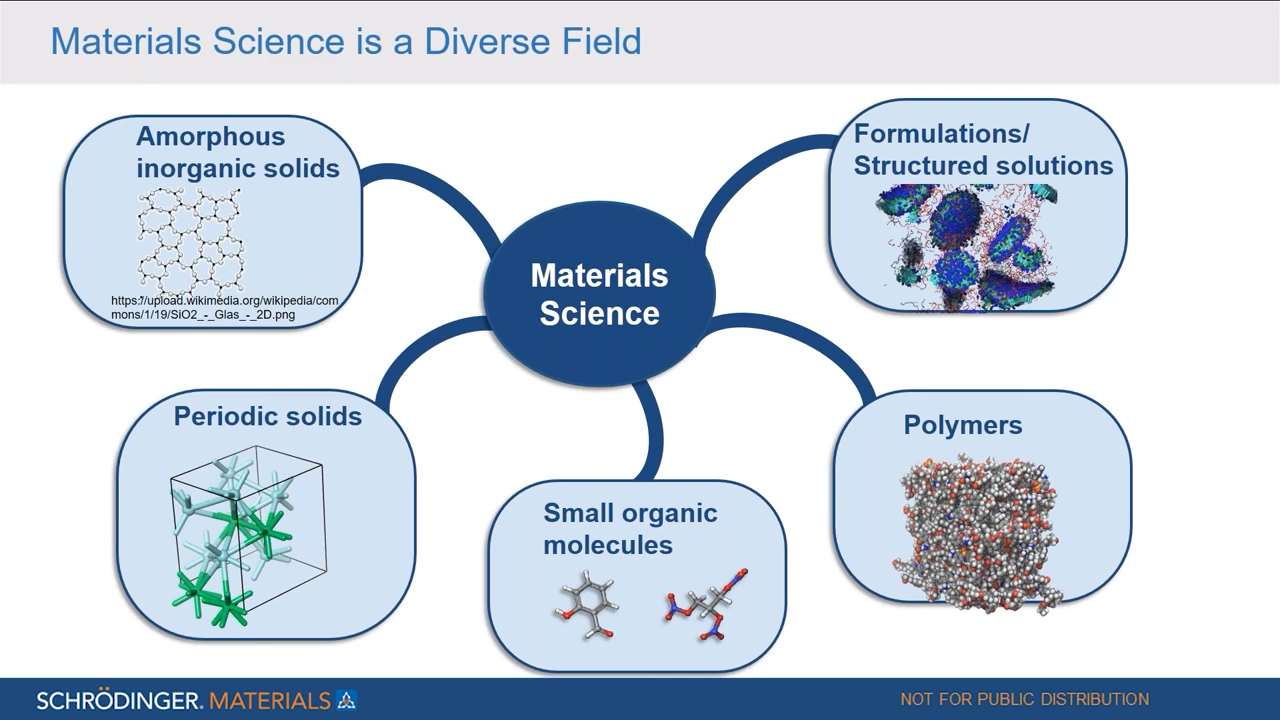 Materials Science is a Diverse Field
Amorphous
inorganic solids
https://upload.wikimedia.org/wikipedia/com
mons/1/19/SiO2_-_Glas_-_2D.png
Formulations/
Structured solutions
Materials
Science
Periodic solids
Small organic
molecules
Polymers
SCHRÖDINGER. MATERIALS
NOT FOR PUBLIC DISTRIBUTION